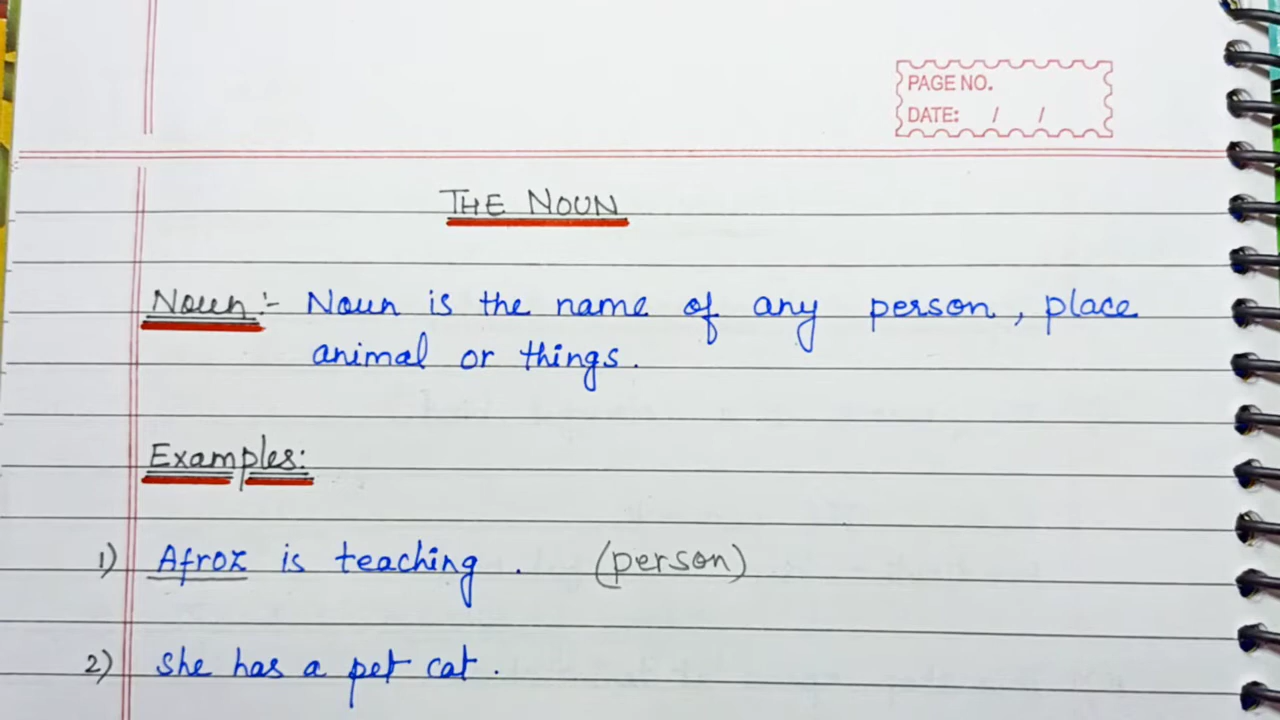 PAGE NO.
DATE: / /
THE NOUN
Noun :- Noun is the name of any person, place
animal or things.
Examples:
1) Afroz is teaching. (person)
2) She has a pet cat.